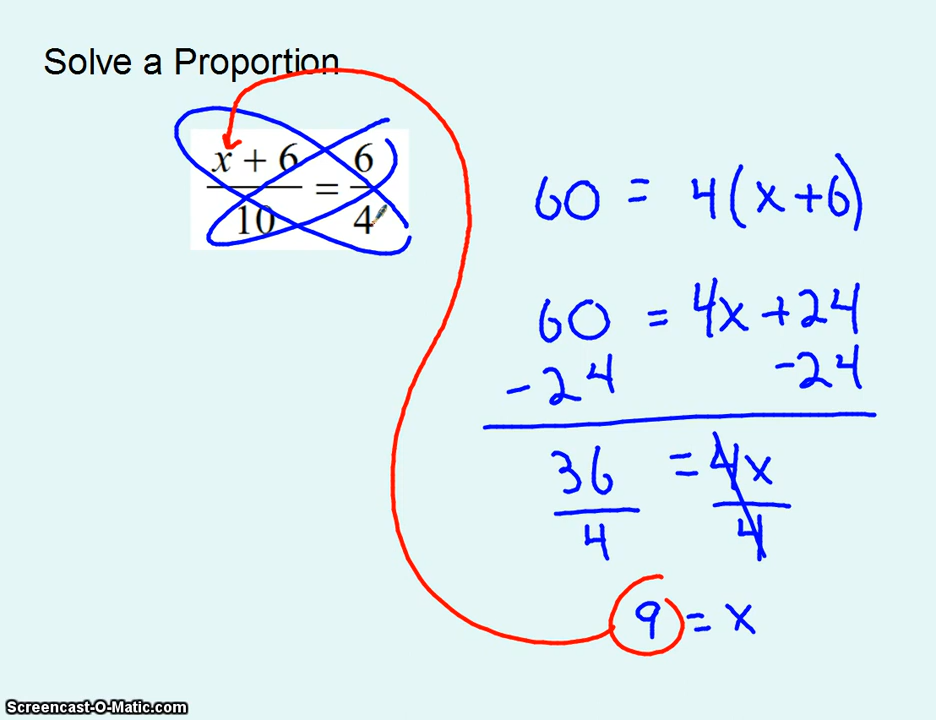 Solve a Proportion
x + 6 = 6
10 4
60 = 4(x+6)
60 = 4x+24
-24 -24
36 = 4x
4 4
9 = x
Screencast-O-Matic.com